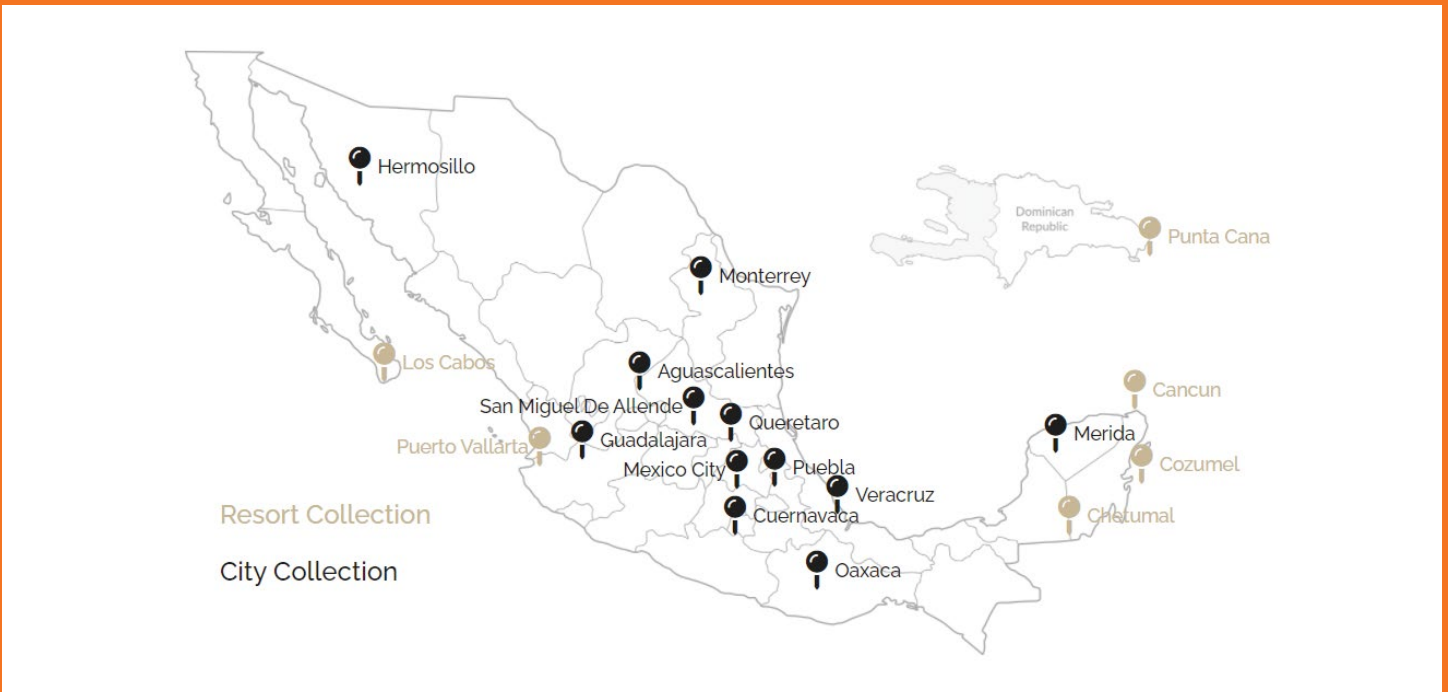 Hermosillo
Dominican
Republic
Punta Cana
Monterrey
Los Cabos
Aguascalientes
Cancun
San Miguel De Allende
Queretaro
Merida
Puerto Vallarta
Guadalajara
Mexico City
Puebla
Cozumel
Veracruz
Resort Collection
Cuernavaca
Chetumal
City Collection
Oaxaca